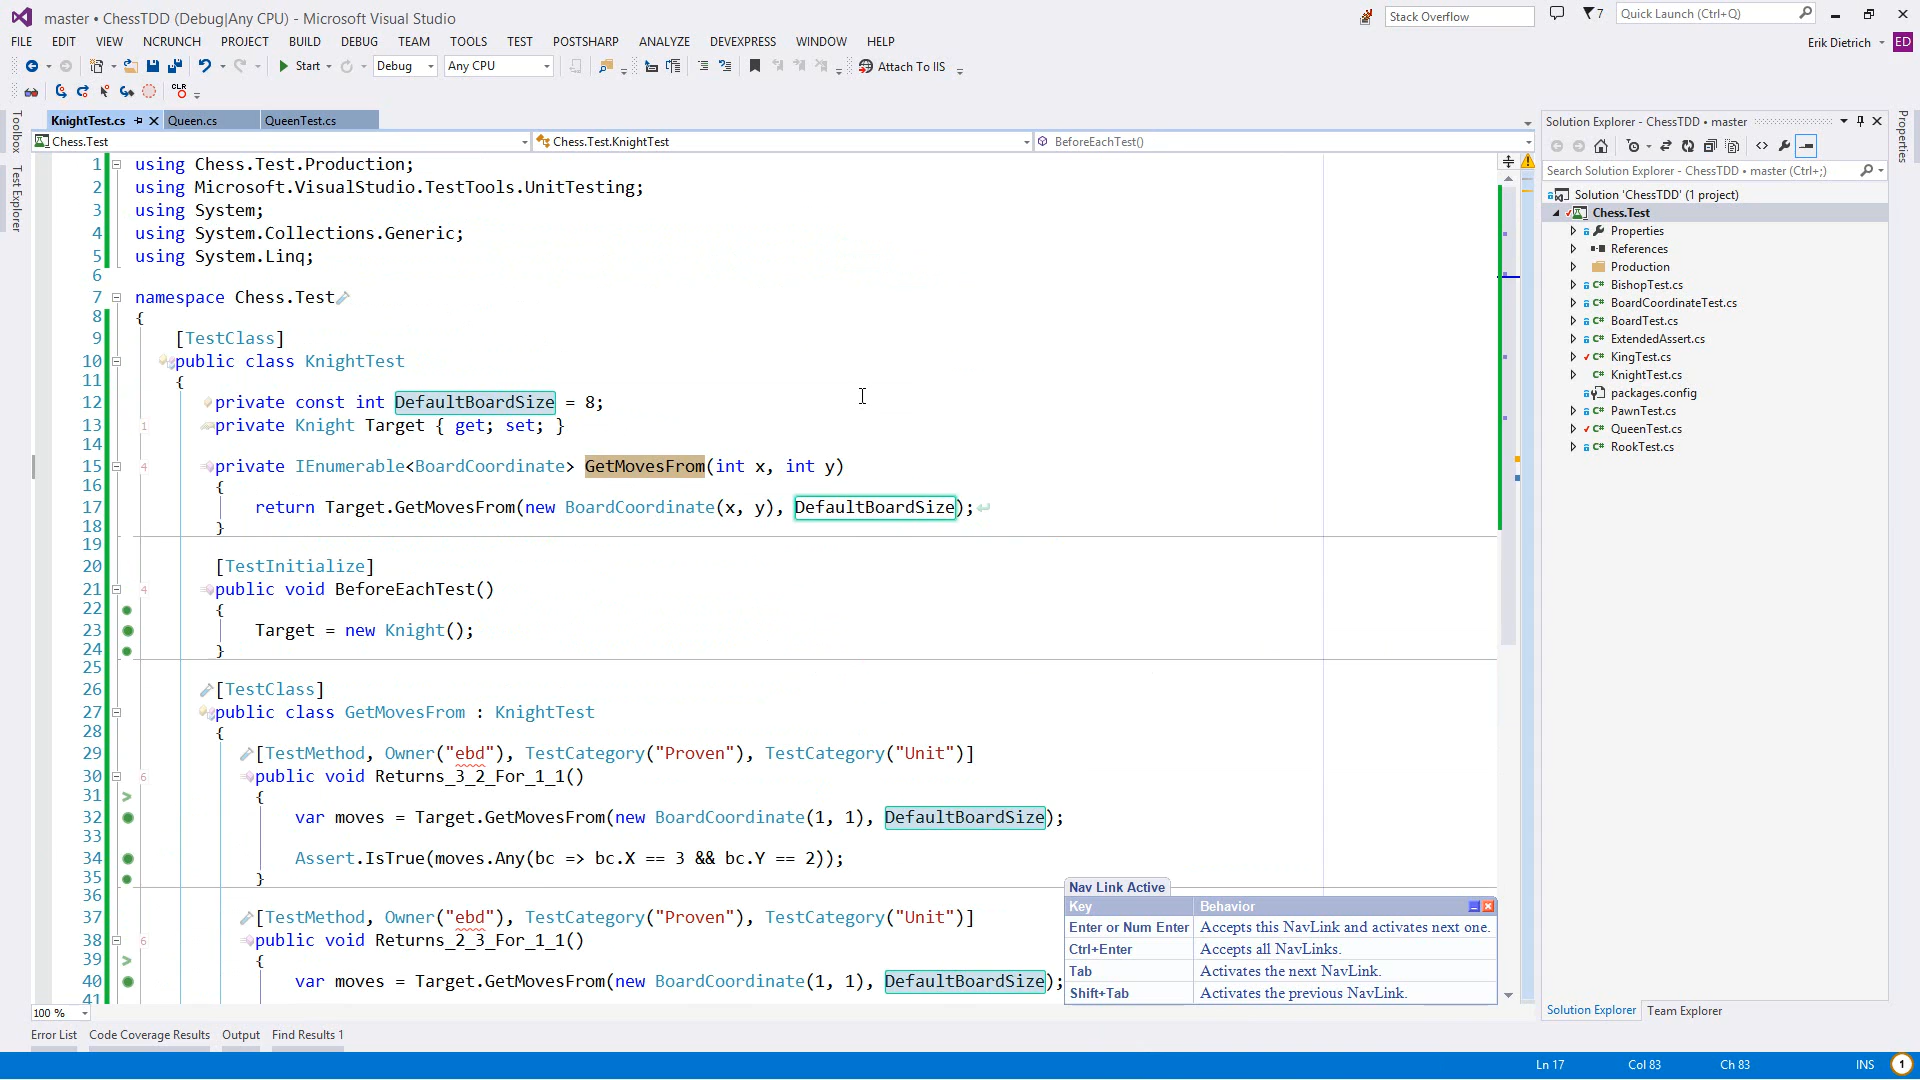 master • ChessTDD (Debug|Any CPU) - Microsoft Visual Studio
Stack Overflow
7
Quick Launch (Ctrl+Q)
FILE EDIT VIEW NCRUNCH PROJECT BUILD DEBUG TEAM TOOLS TEST POSTSHARP ANALYZE DEVEXPRESS WINDOW HELP
Erik Dietrich ED
Start Debug Any CPU Attach To IIS
CLR
Toolbox
Test Explorer
KnightTest.cs Queen.cs QueenTest.cs
Chess.Test Chess.Test.KnightTest BeforeEachTest()
1 using Chess.Test.Production;
2 using Microsoft.VisualStudio.TestTools.UnitTesting;
3 using System;
4 using System.Collections.Generic;
5 using System.Linq;
6
7 namespace Chess.Test
8 {
9 [TestClass]
10 public class KnightTest
11 {
12 private const int DefaultBoardSize = 8;
13 1 private Knight Target { get; set; }
14
15 4 private IEnumerable<BoardCoordinate> GetMovesFrom(int x, int y)
16 {
17 return Target.GetMovesFrom(new BoardCoordinate(x, y), DefaultBoardSize);
18 }
19
20 [TestInitialize]
21 4 public void BeforeEachTest()
22 {
23 Target = new Knight();
24 }
25
26 [TestClass]
27 public class GetMovesFrom : KnightTest
28 {
29 [TestMethod, Owner("ebd"), TestCategory("Proven"), TestCategory("Unit")]
30 6 public void Returns_3_2_For_1_1()
31 {
32 var moves = Target.GetMovesFrom(new BoardCoordinate(1, 1), DefaultBoardSize);
33
34 Assert.IsTrue(moves.Any(bc => bc.X == 3 && bc.Y == 2));
35 }
36
37 [TestMethod, Owner("ebd"), TestCategory("Proven"), TestCategory("Unit")]
38 6 public void Returns_2_3_For_1_1()
39 {
40 var moves = Target.GetMovesFrom(new BoardCoordinate(1, 1), DefaultBoardSize);
41
Nav Link Active
Key Behavior
Enter or Num Enter Accepts this NavLink and activates next one.
Ctrl+Enter Accepts all NavLinks.
Tab Activates the next NavLink.
Shift+Tab Activates the previous NavLink.
100 %
Error List Code Coverage Results Output Find Results 1
Solution Explorer - ChessTDD • master
Search Solution Explorer - ChessTDD • master (Ctrl+;)
Solution 'ChessTDD' (1 project)
Chess.Test
Properties
References
Production
C# BishopTest.cs
C# BoardCoordinateTest.cs
C# BoardTest.cs
C# ExtendedAssert.cs
C# KingTest.cs
C# KnightTest.cs
packages.config
C# PawnTest.cs
C# QueenTest.cs
C# RookTest.cs
Solution Explorer Team Explorer
Properties
Ln 17 Col 83 Ch 83 INS 1